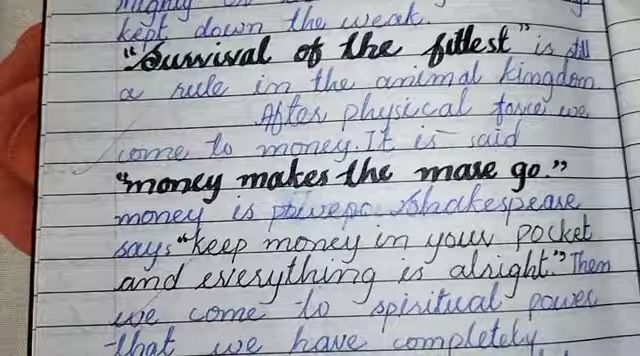 kept down the weak.
"Survival of the fittest" is still
a rule in the animal kingdom.
After physical force we
come to money. It is said
"money makes the mare go."
money is Shakespeare
says "keep money in your pocket
and everything is alright." Then
we come to spiritual power
that we have completely